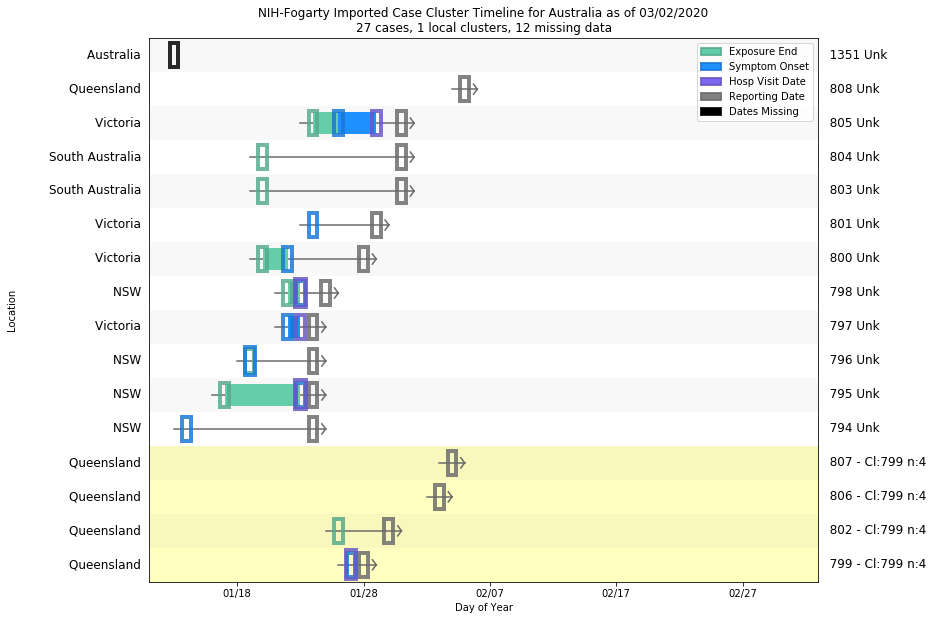 NIH-Fogarty Imported Case Cluster Timeline for Australia as of 03/02/2020
27 cases, 1 local clusters, 12 missing data
Exposure End
Symptom Onset
Hosp Visit Date
Reporting Date
Dates Missing
Australia 1351 Unk
Queensland 808 Unk
Victoria 805 Unk
South Australia 804 Unk
South Australia 803 Unk
Victoria 801 Unk
Victoria 800 Unk
NSW 798 Unk
Victoria 797 Unk
NSW 796 Unk
NSW 795 Unk
NSW 794 Unk
Queensland 807 - Cl:799 n:4
Queensland 806 - Cl:799 n:4
Queensland 802 - Cl:799 n:4
Queensland 799 - Cl:799 n:4
Location
01/18 01/28 02/07 02/17 02/27
Day of Year